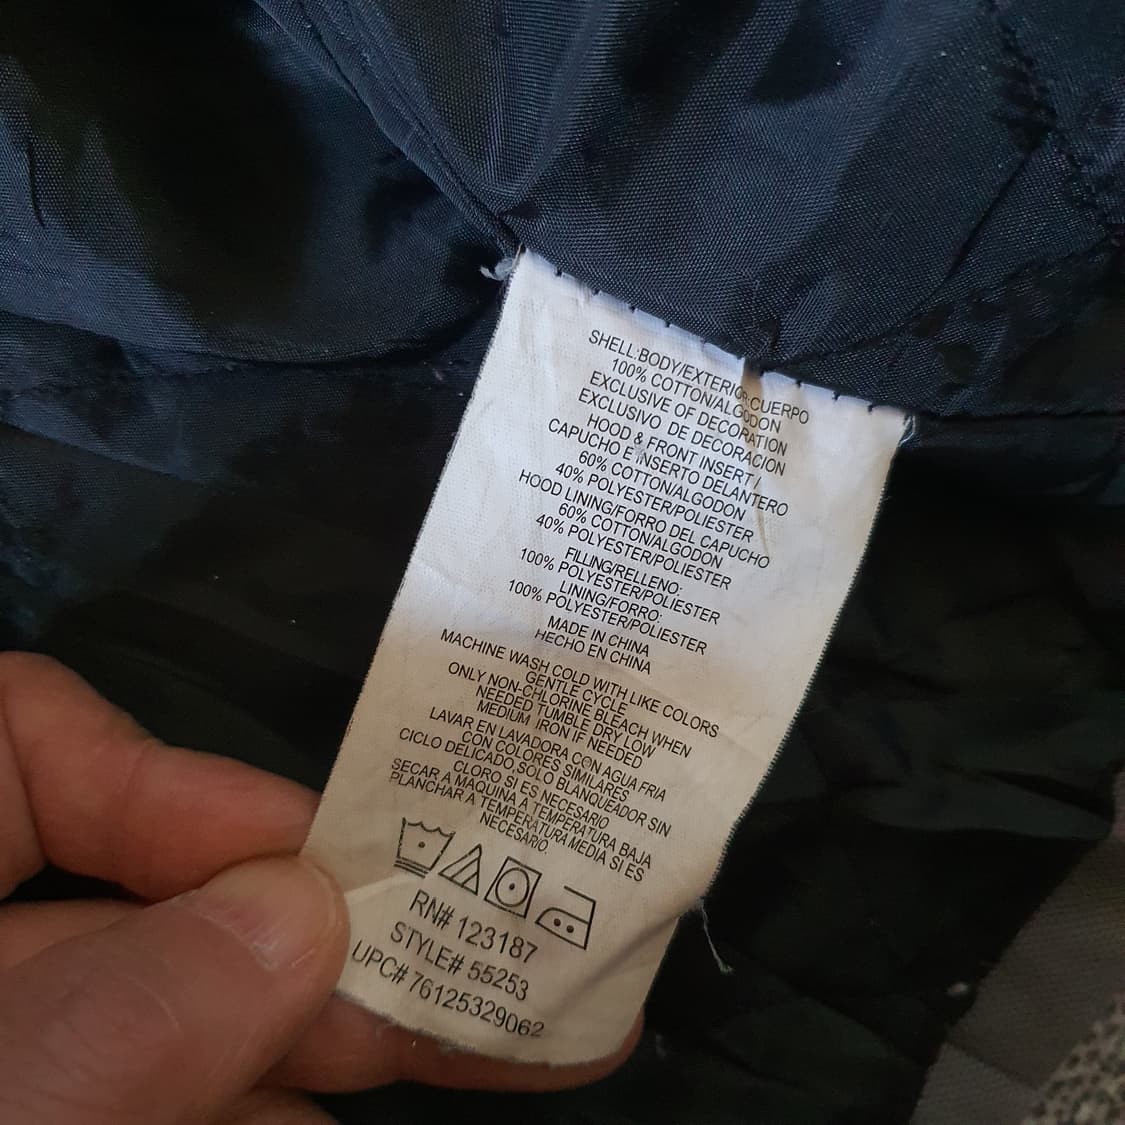 SHELL:BODY/EXTERIOR:CUERPO
100% COTTON/ALGODON
EXCLUSIVE OF DECORATION
EXCLUSIVO DE DECORACION
HOOD & FRONT INSERT/
CAPUCHO E INSERTO DELANTERO
60% COTTON/ALGODON
40% POLYESTER/POLIESTER
HOOD LINING/FORRO DEL CAPUCHO
60% COTTON/ALGODON
40% POLYESTER/POLIESTER
FILLING/RELLENO:
100% POLYESTER/POLIESTER
LINING/FORRO:
100% POLYESTER/POLIESTER
MADE IN CHINA
HECHO EN CHINA
MACHINE WASH COLD WITH LIKE COLORS
GENTLE CYCLE
ONLY NON-CHLORINE BLEACH WHEN
NEEDED TUMBLE DRY LOW
MEDIUM IRON IF NEEDED
LAVAR EN LAVADORA CON AGUA FRIA
CON COLORES SIMILARES
CICLO DELICADO.SOLO BLANQUEADOR SIN
CLORO SI ES NECESARIO
SECAR A MAQUINA A TEMPERATURA BAJA
PLANCHAR A TEMPERATURA MEDIA SI ES
NECESARIO.
RN# 123187
STYLE# 55253
UPC# 76125329062